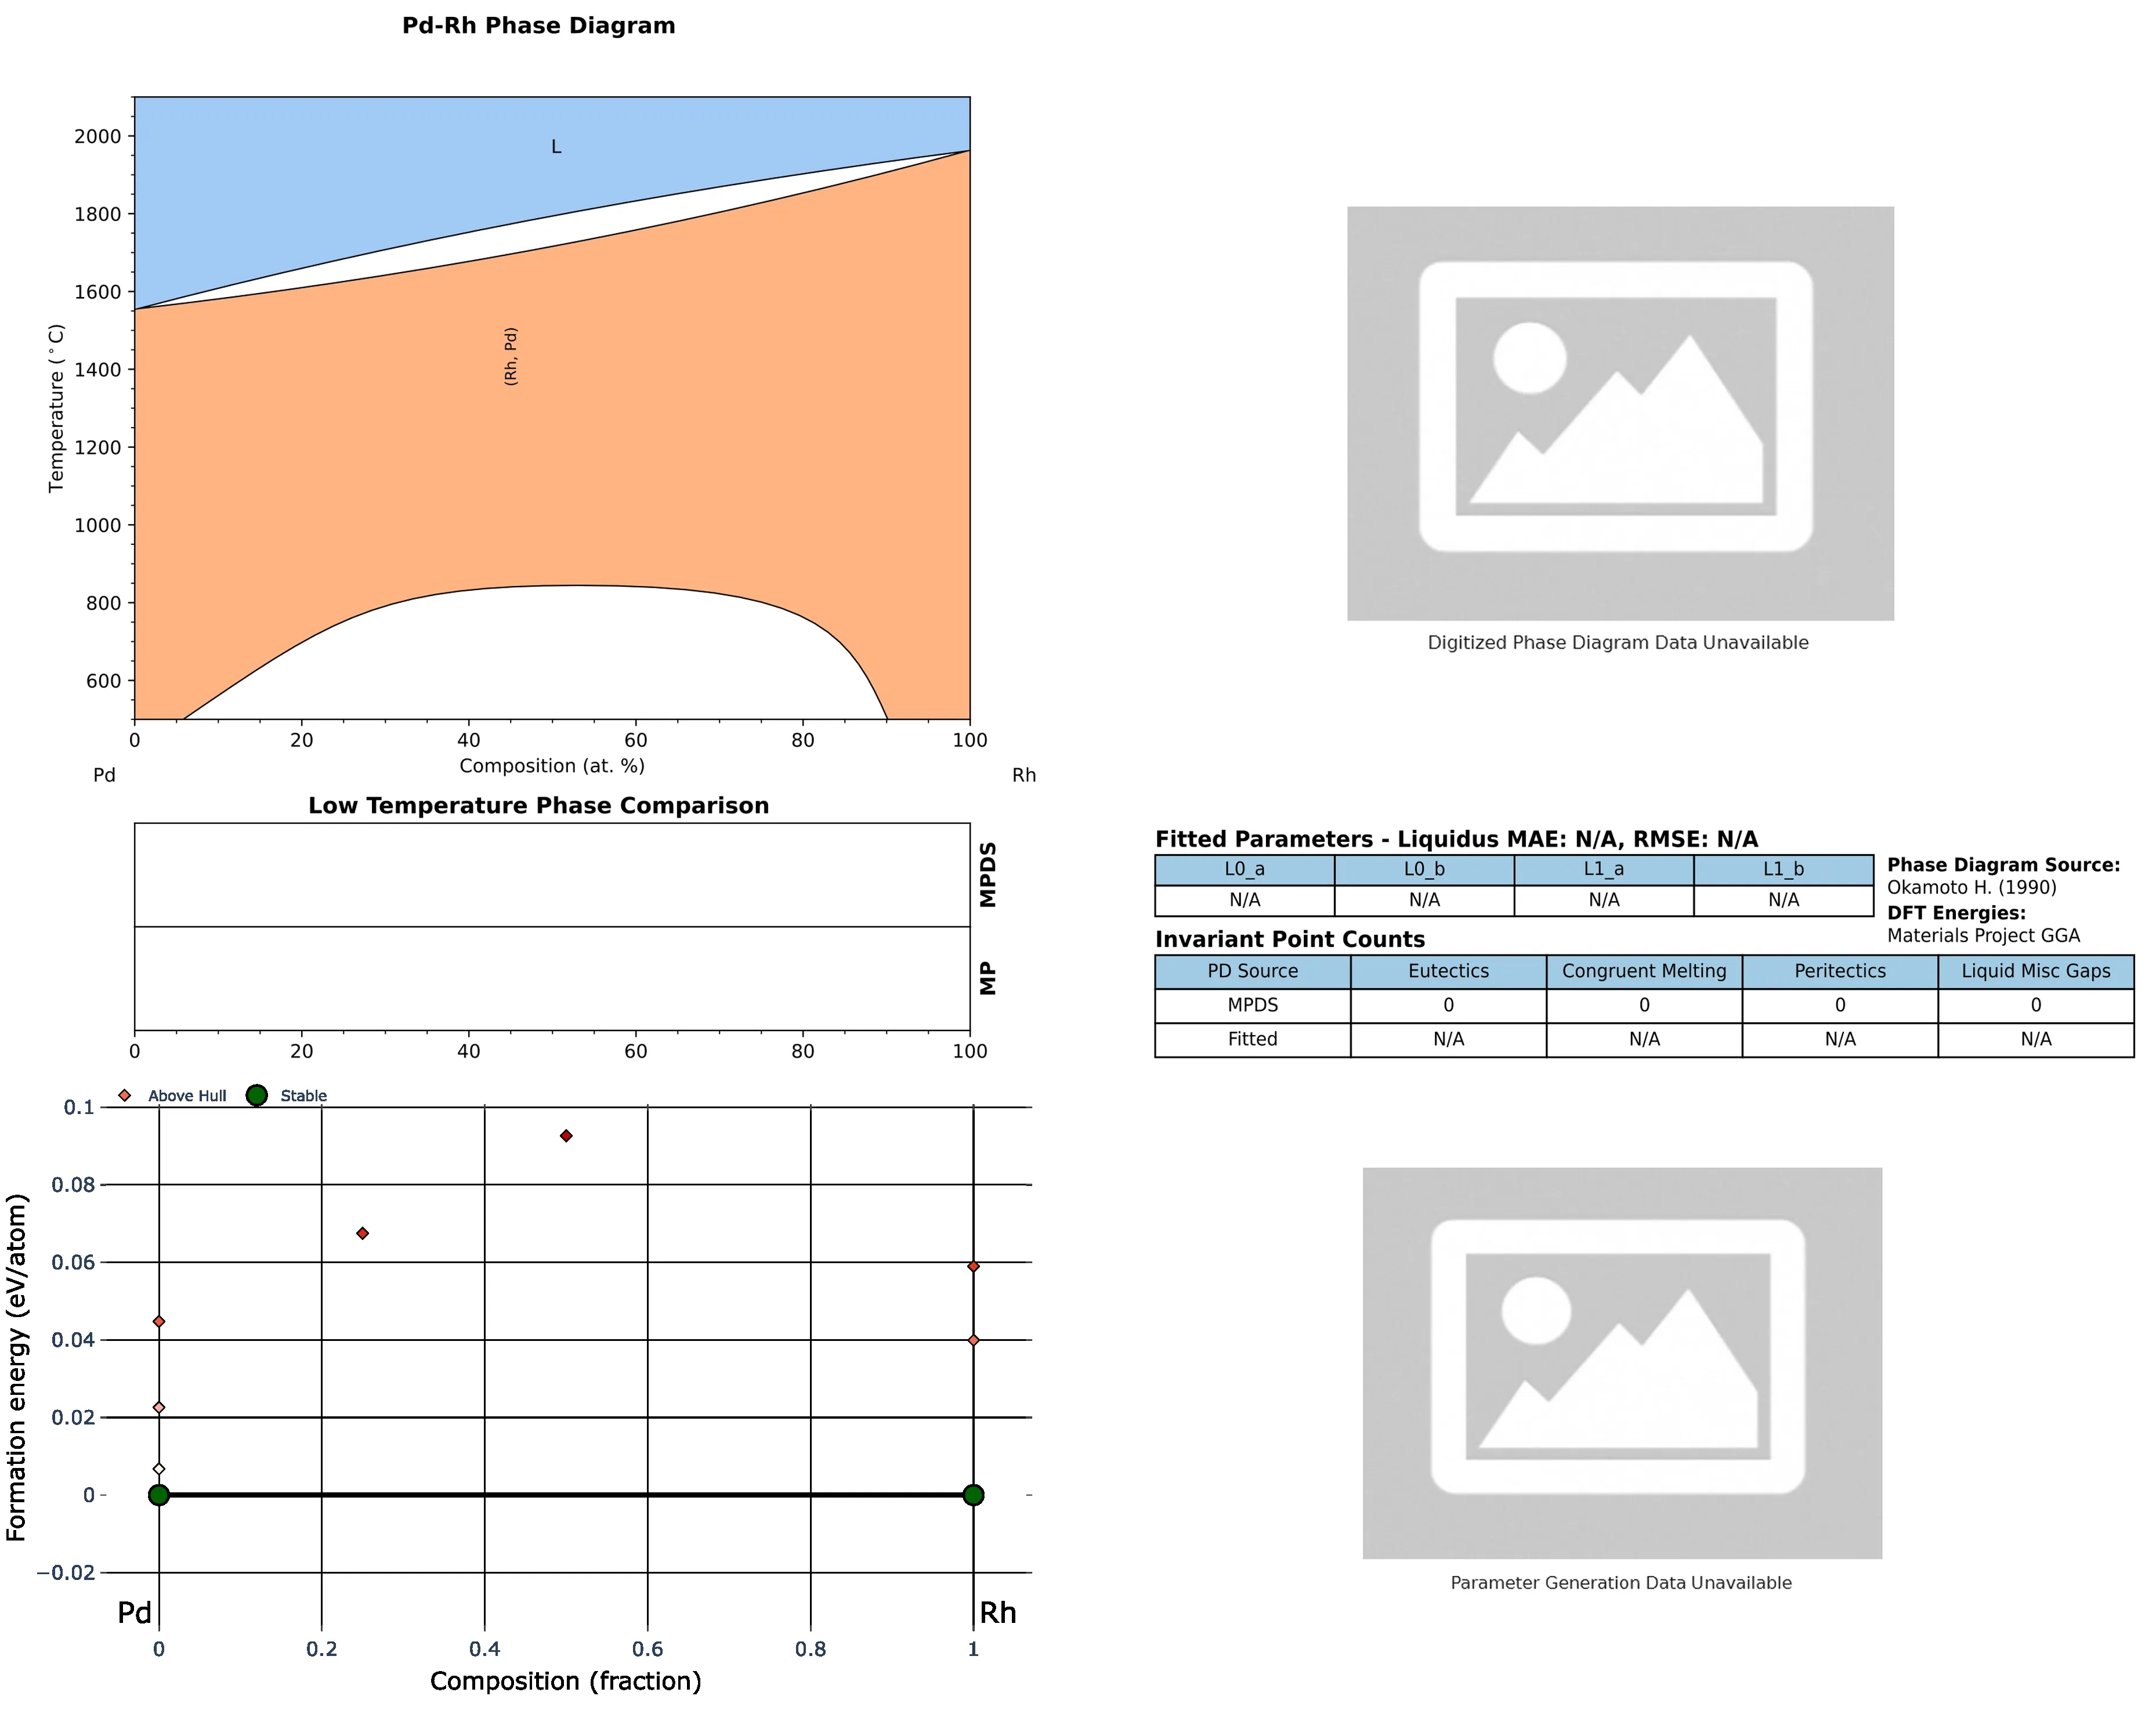 Pd-Rh Phase Diagram
2000
1800
1600
1400
1200
1000
800
600
Temperature (°C)
L
(Rh, Pd)
0 20 40 60 80 100
Composition (at. %)
Pd Rh
Digitized Phase Diagram Data Unavailable
Low Temperature Phase Comparison
MPDS
MP
0 20 40 60 80 100
Fitted Parameters - Liquidus MAE: N/A, RMSE: N/A
L0_a L0_b L1_a L1_b
N/A N/A N/A N/A
Phase Diagram Source:
Okamoto H. (1990)
DFT Energies:
Materials Project GGA
Invariant Point Counts
PD Source Eutectics Congruent Melting Peritectics Liquid Misc Gaps
MPDS 0 0 0 0
Fitted N/A N/A N/A N/A
Above Hull Stable
0.1
0.08
0.06
0.04
0.02
0
−0.02
Formation energy (eV/atom)
Pd Rh
0 0.2 0.4 0.6 0.8 1
Composition (fraction)
Parameter Generation Data Unavailable